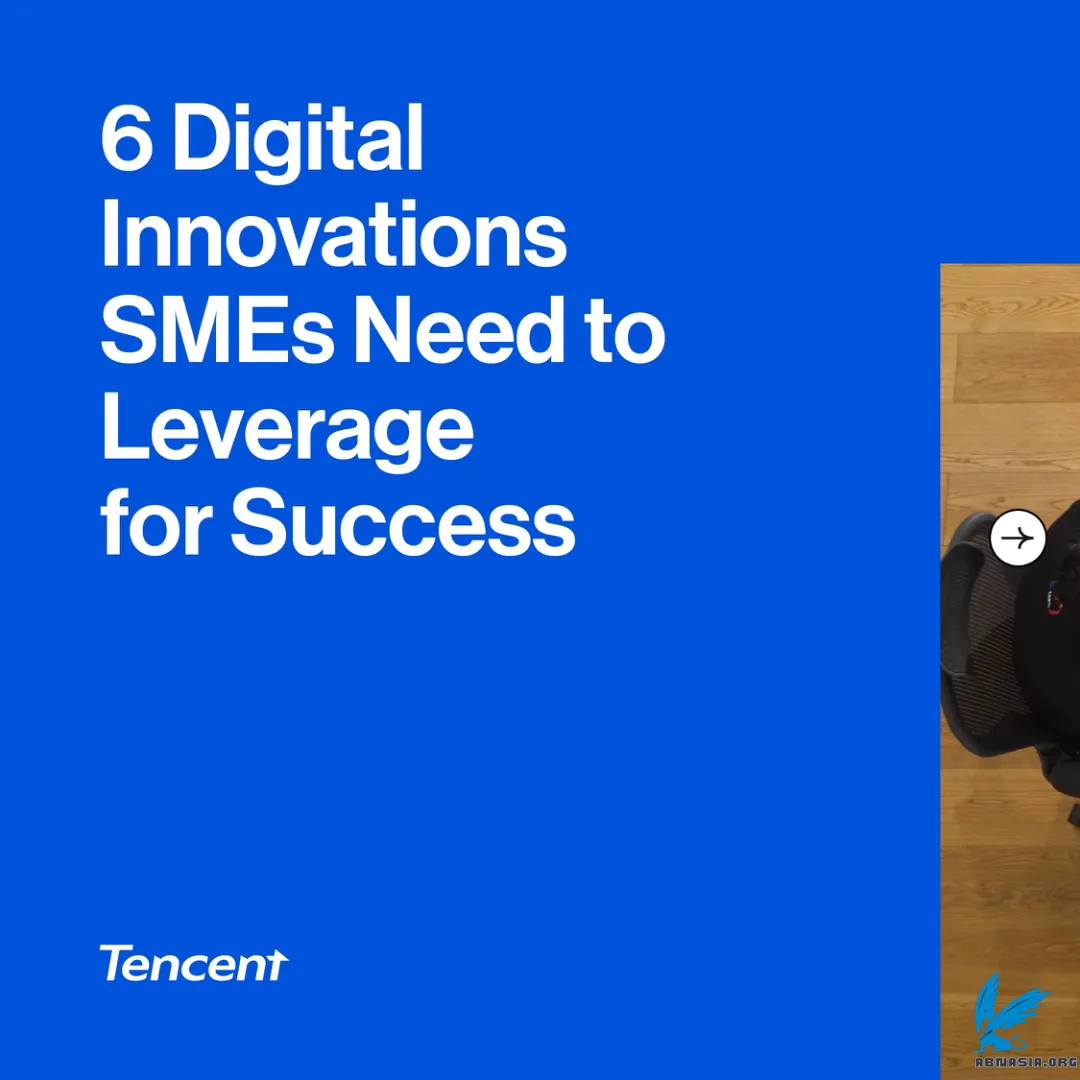 6 Digital
Innovations
SMEs Need to
Leverage
for Success
Tencent
ABNASIA.ORG